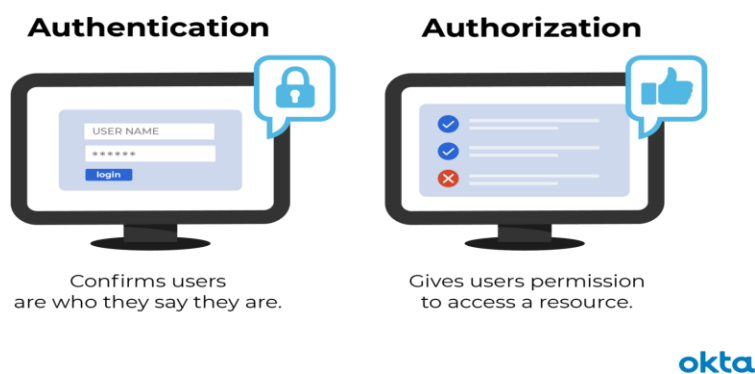 Authentication
Authorization
USER NAME
******
login
Confirms users
are who they say they are.
Gives users permission
to access a resource.
okta